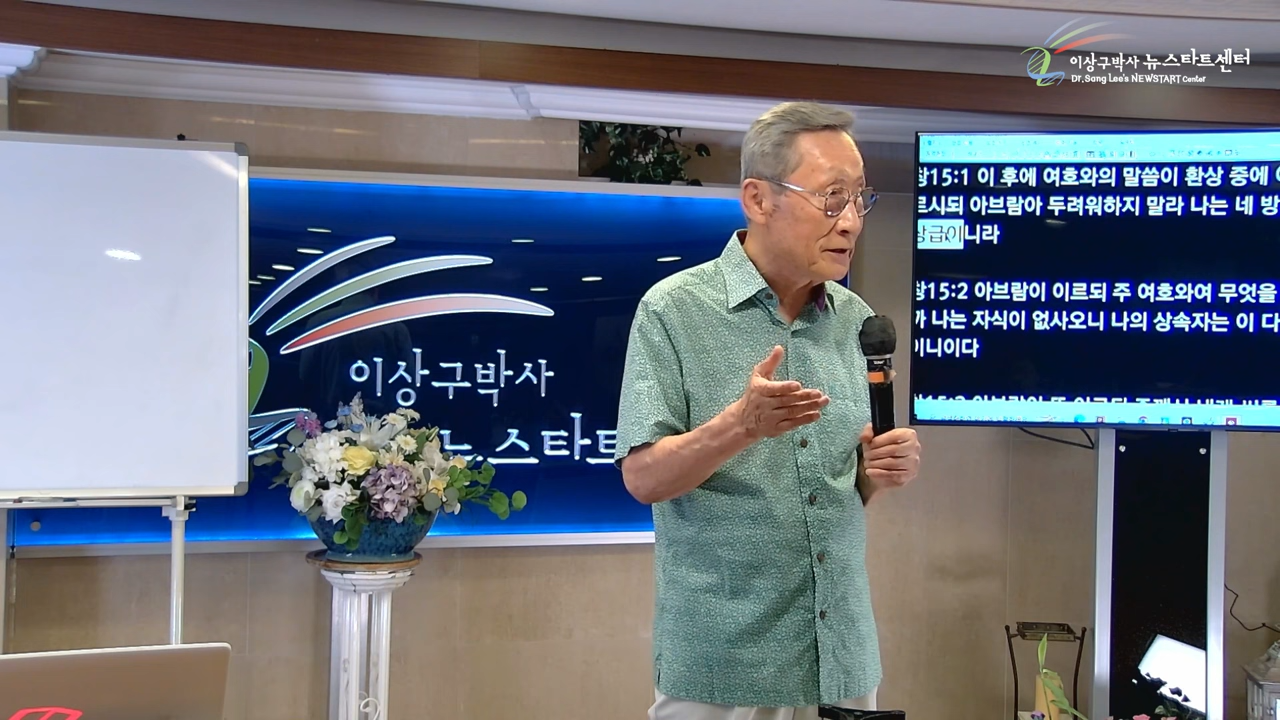 이상구박사 뉴스타트센터
Dr. Sang Lee's NEWSTART Center
창15:1 이 후에 여호와의 말씀이 환상 중에
르시되 아브람아 두려워하지 말라 나는 네 방
상급이니라
창15:2 아브람이 이르되 주 여호와여 무엇을
까 나는 자식이 없사오니 나의 상속자는 이 다
이니이다
이상구박사
뉴스타트